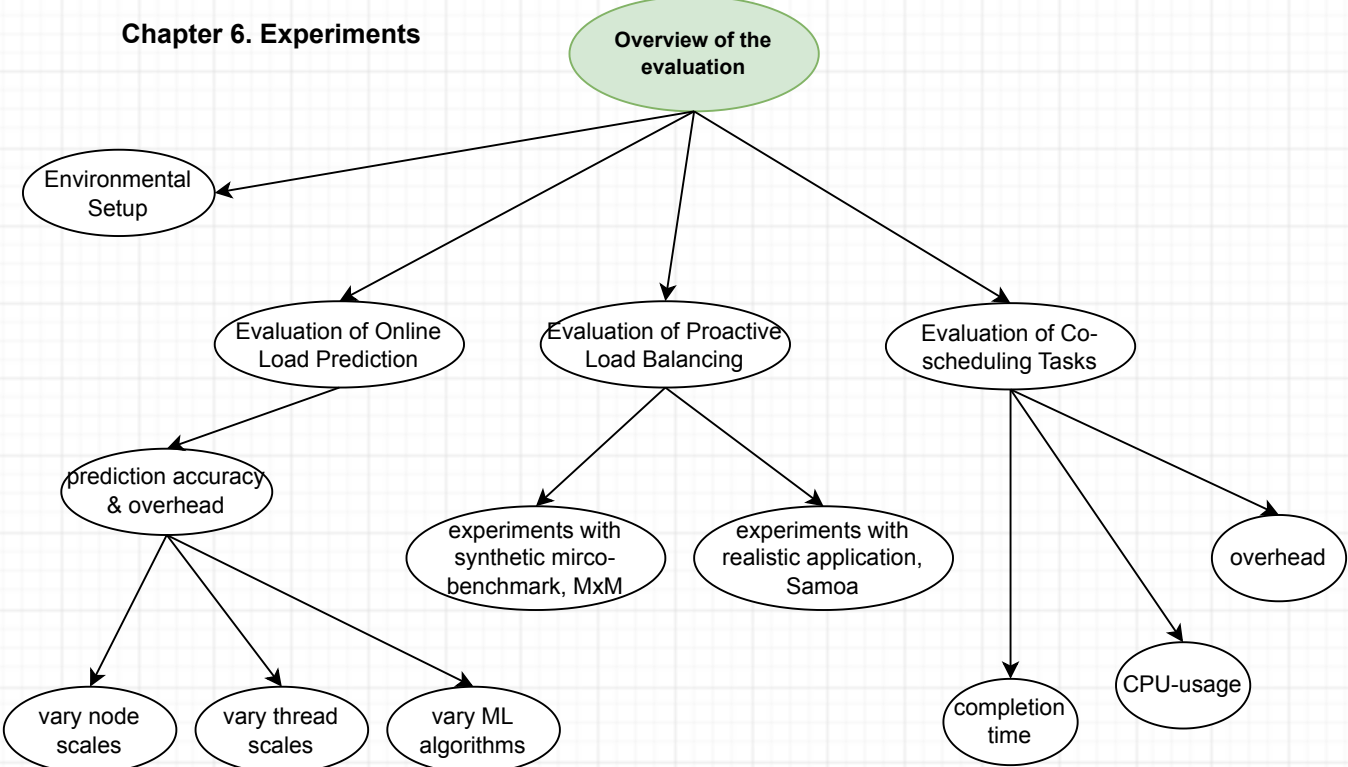 Chapter 6. Experiments
Overview of the
evaluation
Environmental
Setup
Evaluation of Online
Load Prediction
Evaluation of Proactive
Load Balancing
Evaluation of Co-
scheduling Tasks
prediction accuracy
& overhead
experiments with
synthetic mirco-
benchmark, MxM
experiments with
realistic application,
Samoa
overhead
CPU-usage
completion
time
vary node
scales
vary thread
scales
vary ML
algorithms